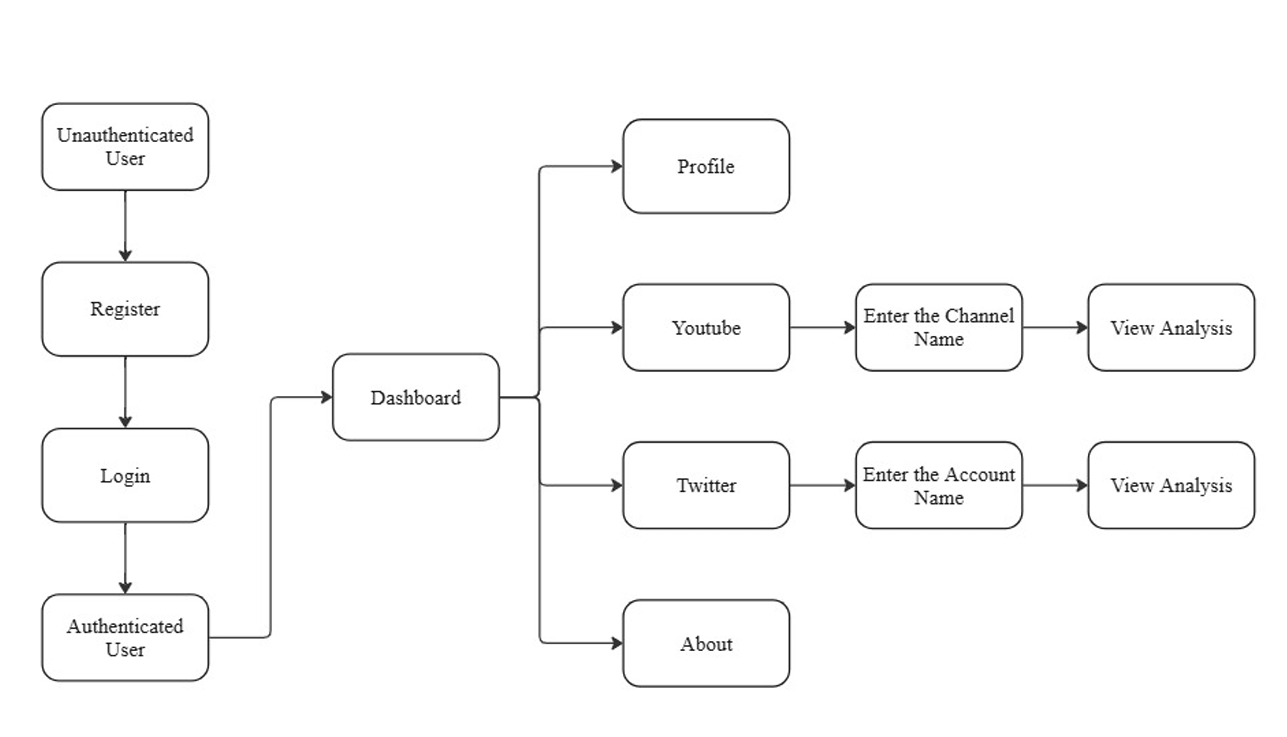 Unauthenticated
User
Register
Login
Authenticated
User
Dashboard
Profile
Youtube
Enter the Channel
Name
View Analysis
Twitter
Enter the Account
Name
View Analysis
About